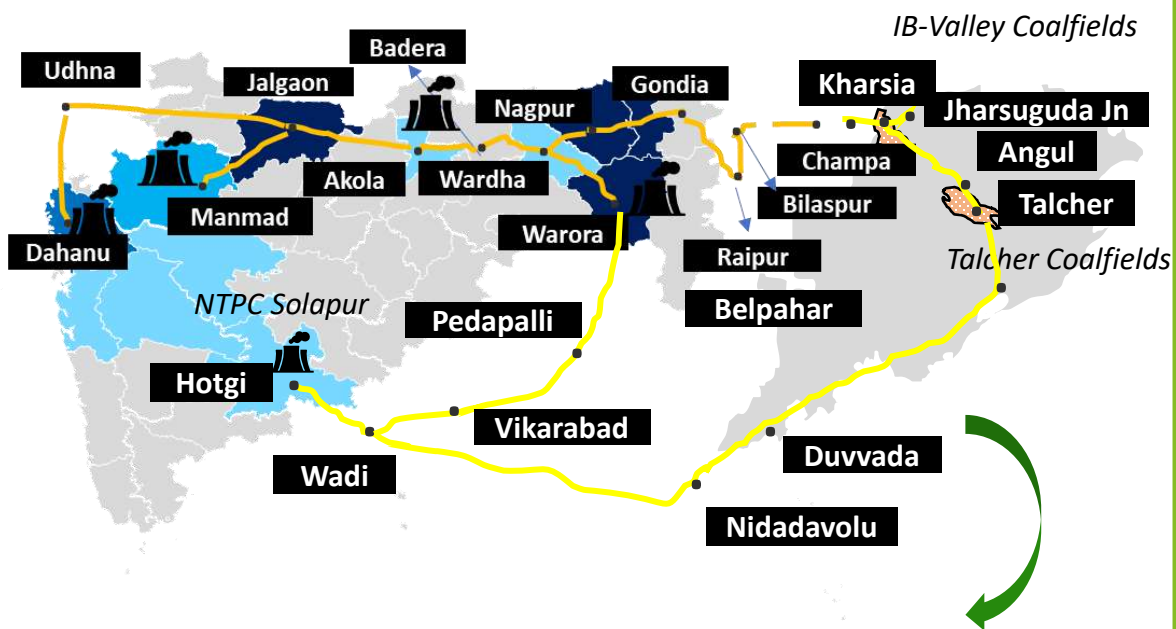 IB-Valley Coalfields
Badera
Udhna
Jalgaon
Nagpur
Gondia
Kharsia
Jharsuguda Jn
Champa
Angul
Akola
Wardha
Bilaspur
Talcher
Manmad
Warora
Dahanu
Raipur
Talcher Coalfields
NTPC Solapur
Pedapalli
Belpahar
Hotgi
Vikarabad
Duvvada
Wadi
Nidadavolu